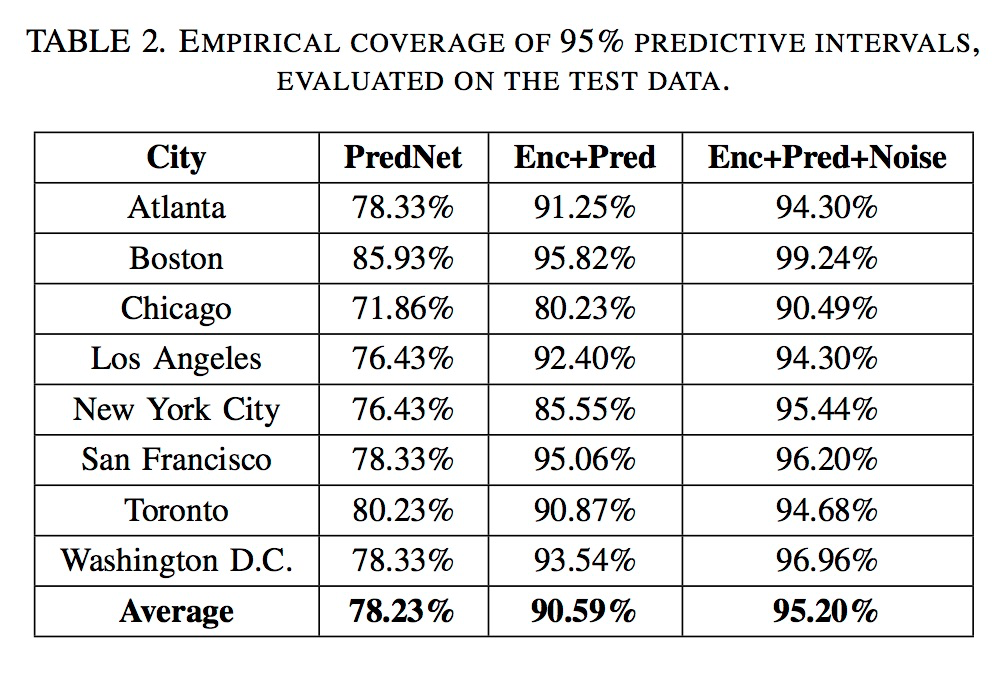 TABLE 2. EMPIRICAL COVERAGE OF 95% PREDICTIVE INTERVALS,
EVALUATED ON THE TEST DATA.
City PredNet Enc+Pred Enc+Pred+Noise
Atlanta 78.33% 91.25% 94.30%
Boston 85.93% 95.82% 99.24%
Chicago 71.86% 80.23% 90.49%
Los Angeles 76.43% 92.40% 94.30%
New York City 76.43% 85.55% 95.44%
San Francisco 78.33% 95.06% 96.20%
Toronto 80.23% 90.87% 94.68%
Washington D.C. 78.33% 93.54% 96.96%
Average 78.23% 90.59% 95.20%